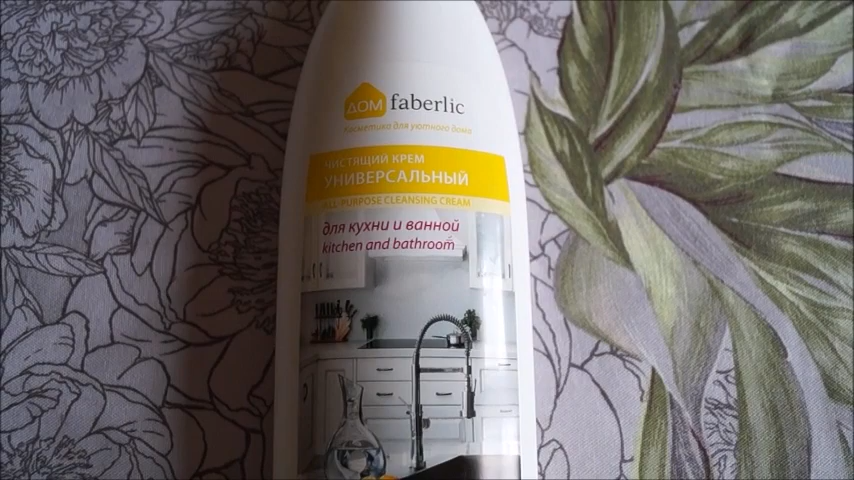 ДОМ faberlic
Косметика для уютного дома
ЧИСТЯЩИЙ КРЕМ
УНИВЕРСАЛЬНЫЙ
ALL-PURPOSE CLEANSING CREAM
для кухни и ванной
kitchen and bathroom